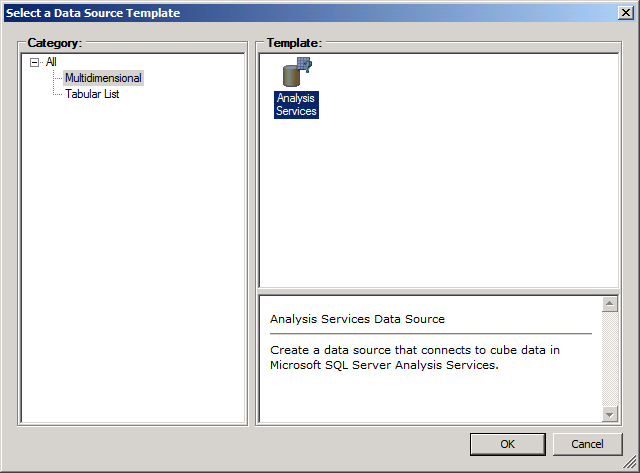 Select a Data Source Template
Category:
All
Multidimensional
Tabular List
Template:
Analysis
Services
Analysis Services Data Source
Create a data source that connects to cube data in
Microsoft SQL Server Analysis Services.
OK
Cancel